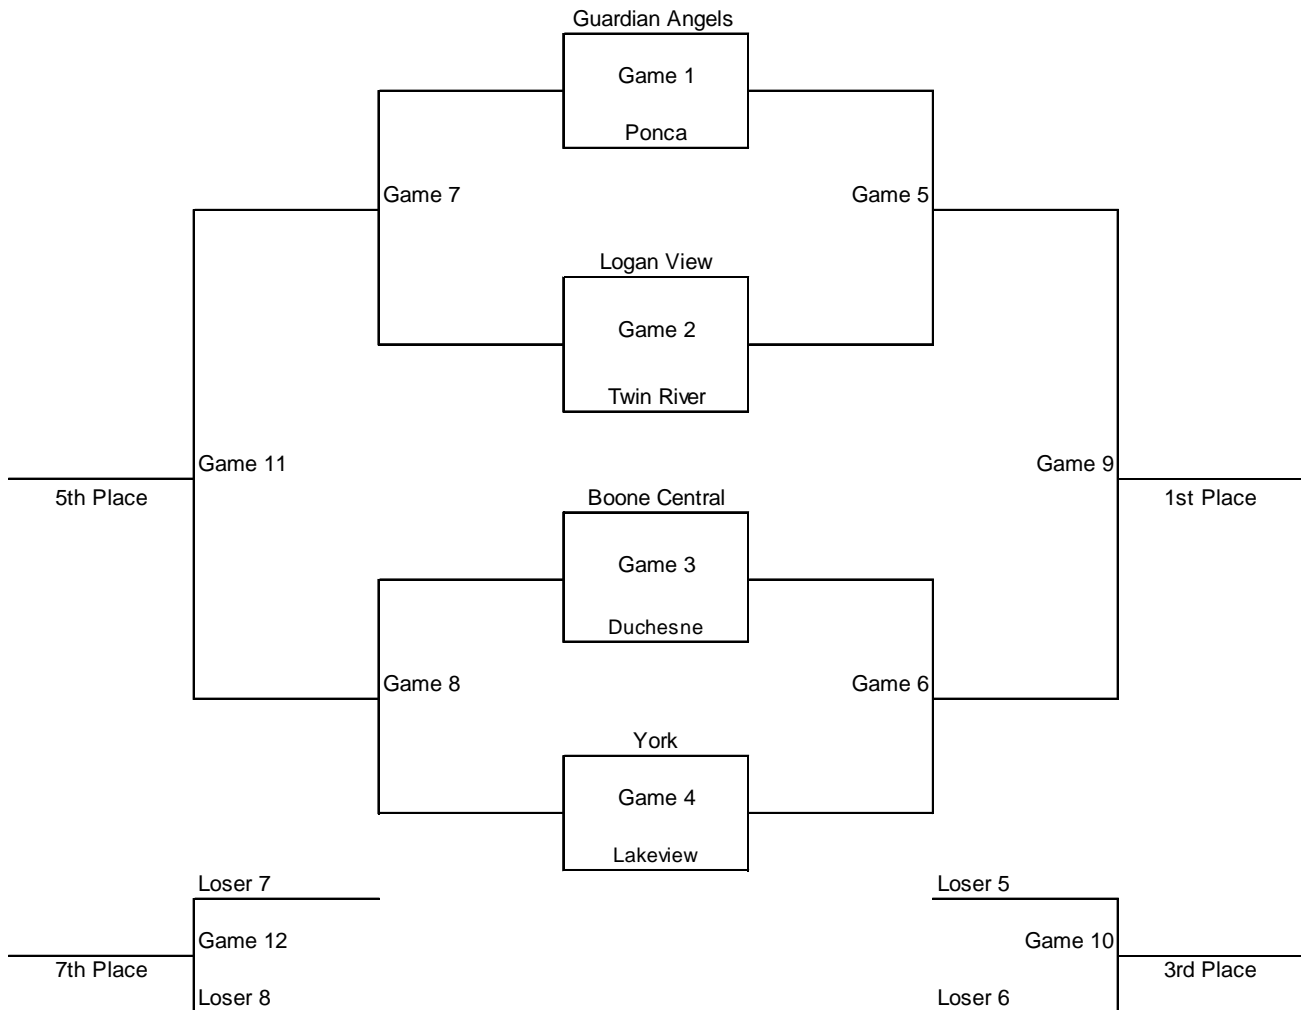 Guardian Angels
Game 1
Ponca
Game 7
Game 5
Logan View
Game 2
Twin River
Game 11
Game 9
5th Place
Boone Central
1st Place
Game 3
Duchesne
Game 8
Game 6
York
Game 4
Lakeview
Loser 7
Loser 5
Game 12
Game 10
7th Place
3rd Place
Loser 8
Loser 6